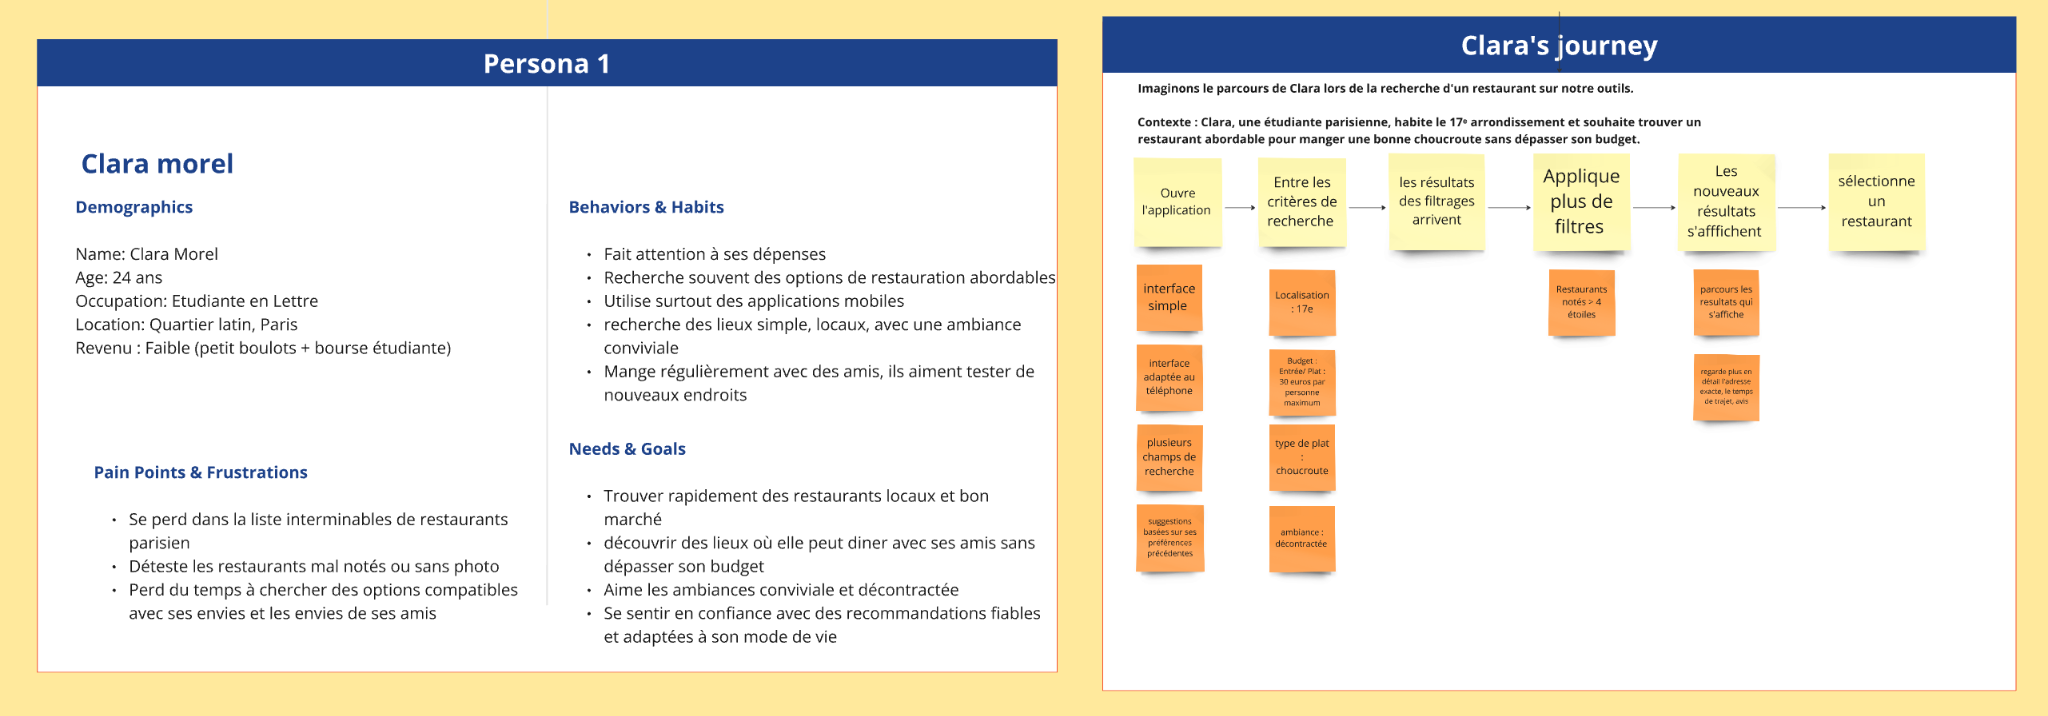 Persona 1
Clara morel
Demographics
Name: Clara Morel
Age: 24 ans
Occupation: Etudiante en Lettre
Location: Quartier latin, Paris
Revenu : Faible (petit boulots + bourse étudiante)
Pain Points & Frustrations
• Se perd dans la liste interminables de restaurants
parisien
• Déteste les restaurants mal notés ou sans photo
• Perd du temps à chercher des options compatibles
avec ses envies et les envies de ses amis
Behaviors & Habits
• Fait attention à ses dépenses
• Recherche souvent des options de restauration abordables
• Utilise surtout des applications mobiles
• recherche des lieux simple, locaux, avec une ambiance
conviviale
• Mange régulièrement avec des amis, ils aiment tester de
nouveaux endroits
Needs & Goals
• Trouver rapidement des restaurants locaux et bon
marché
• découvrir des lieux où elle peut diner avec ses amis sans
dépasser son budget
• Aime les ambiances conviviale et décontractée
• Se sentir en confiance avec des recommandations fiables
et adaptées à son mode de vie
Clara's journey
Imaginons le parcours de Clara lors de la recherche d'un restaurant sur notre outils.
Contexte : Clara, une étudiante parisienne, habite le 17ᵉ arrondissement et souhaite trouver un
restaurant abordable pour manger une bonne choucroute sans dépasser son budget.
Ouvre
l'application
Entre les
critères de
recherche
les résultats
des filtrages
arrivent
Applique
plus de
filtres
Les
nouveaux
résultats
s'afffichent
sélectionne
un
restaurant
interface
simple
interface
adaptée au
téléphone
plusieurs
champs de
recherche
suggestions
basées sur ses
préférences
précédentes
Localisation
: 17e
Budget :
Entrée/ Plat :
30 euros par
personne
maximum
type de plat
:
choucroute
ambiance :
décontractée
Restaurants
notés > 4
étoiles
parcours les
resultats qui
s'affiche
regarde plus en
détail l'adresse
exacte, le temps
de trajet, avis